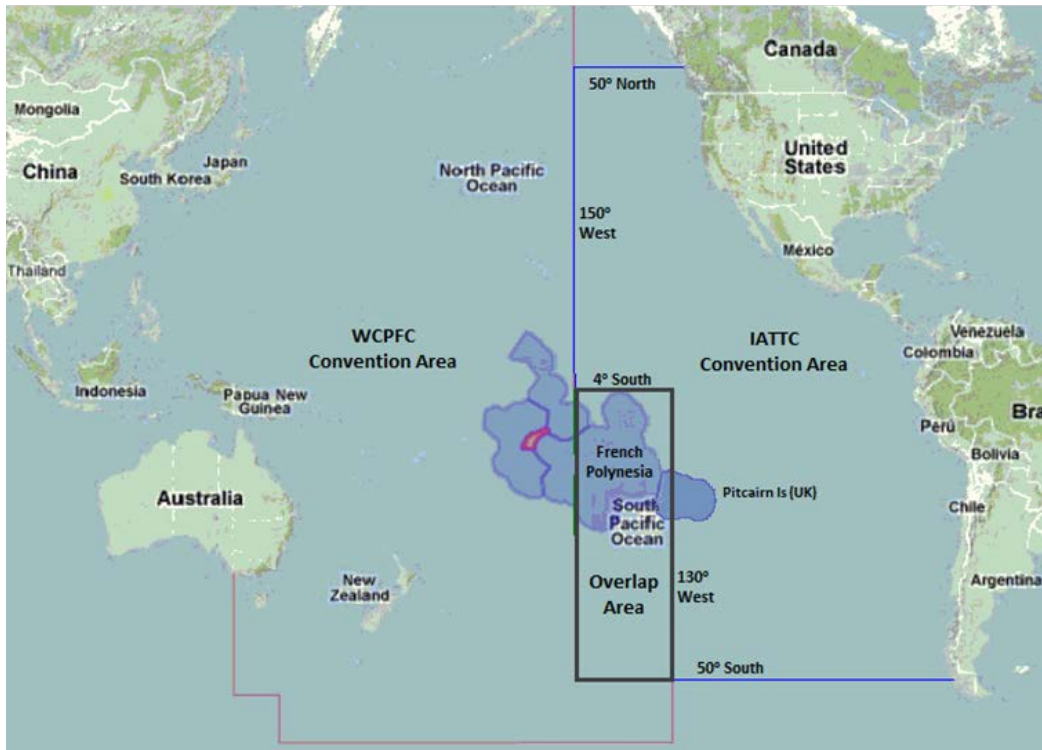 Canada
50° North
Mongolia
United
States
China
Japan
South Korea
North Pacific
Ocean
150°
West
México
Thailand
WCPFC
Convention Area
IATTC
Convention Area
Venezuela
Colombia
4° South
Indonesia
Papua New
Guinea
Bra
Perú
French
Polynesia
Bolivia
Australia
Pitcairn Is (UK)
South
Pacific
Ocean
Chile
New
Zealand
Overlap
Area
130°
West
Argentina
50° South